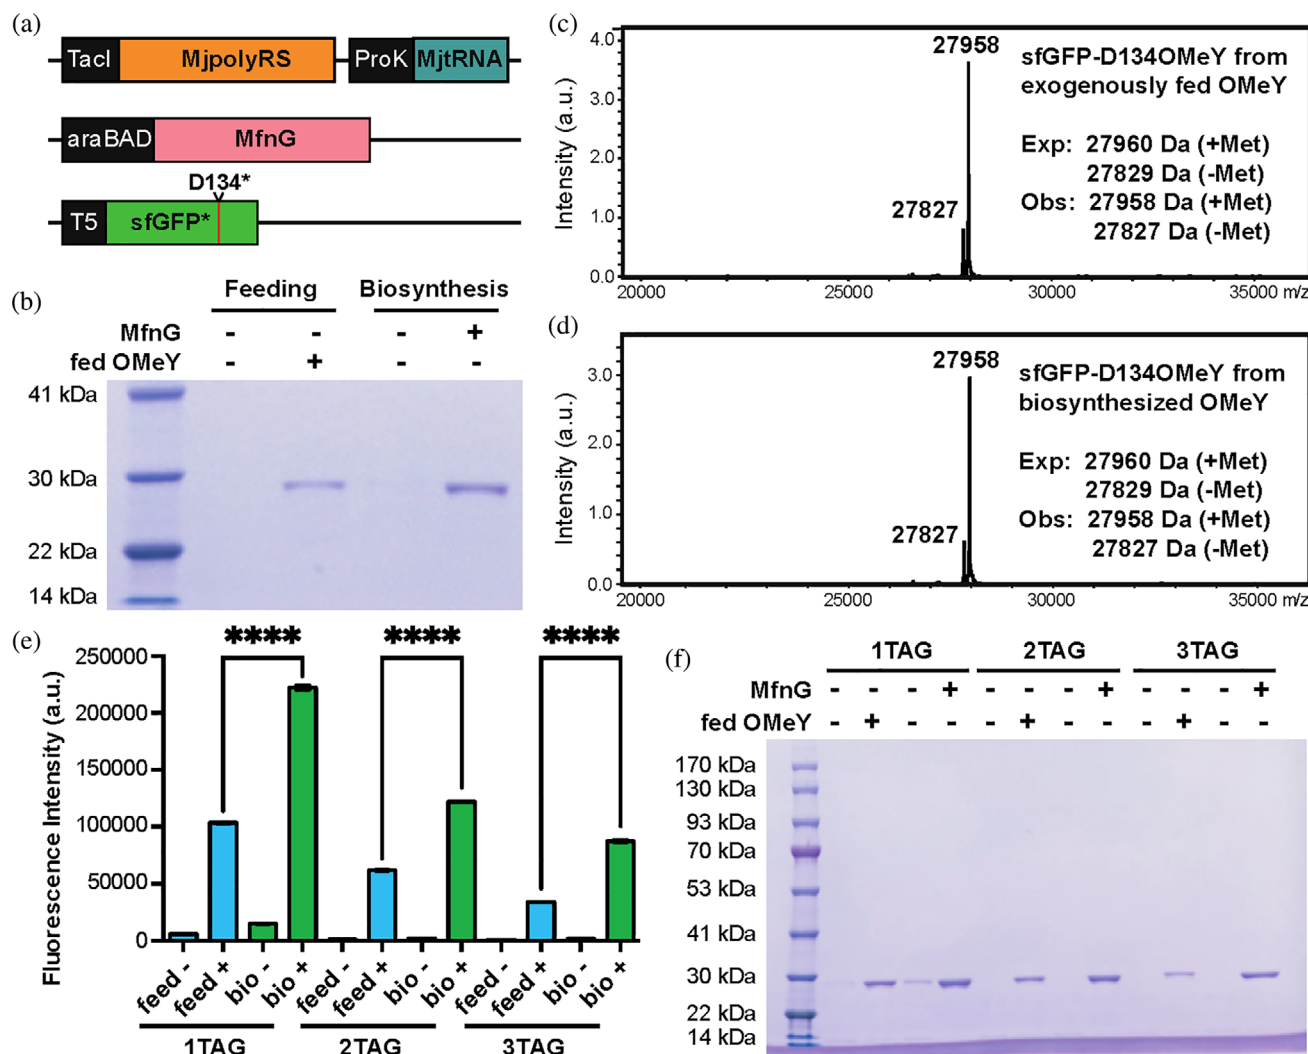 (a)
TacI MjpolyRS ProK MjtRNA
araBAD MfnG
D134*
T5 sfGFP*
(b)
Feeding Biosynthesis
MfnG - - - +
fed OMeY - + - -
41 kDa
30 kDa
22 kDa
14 kDa
(c)
Intensity (a.u.)
4.0
3.0
2.0
1.0
0.0
27958
27827
sfGFP-D134OMeY from
exogenously fed OMeY
Exp: 27960 Da (+Met)
27829 Da (-Met)
Obs: 27958 Da (+Met)
27827 Da (-Met)
20000 25000 30000 35000 m/z
(d)
Intensity (a.u.)
3.0
2.0
1.0
0.0
27958
27827
sfGFP-D134OMeY from
biosynthesized OMeY
Exp: 27960 Da (+Met)
27829 Da (-Met)
Obs: 27958 Da (+Met)
27827 Da (-Met)
20000 25000 30000 35000 m/z
(e)
Fluorescence Intensity (a.u.)
250000
200000
150000
100000
50000
0
**** **** ****
feed - feed + bio - bio + feed - feed + bio - bio + feed - feed + bio - bio +
1TAG 2TAG 3TAG
(f)
1TAG 2TAG 3TAG
MfnG - - - + - - - + - - - +
fed OMeY - + - - - + - - - + - -
170 kDa
130 kDa
93 kDa
70 kDa
53 kDa
41 kDa
30 kDa
22 kDa
14 kDa